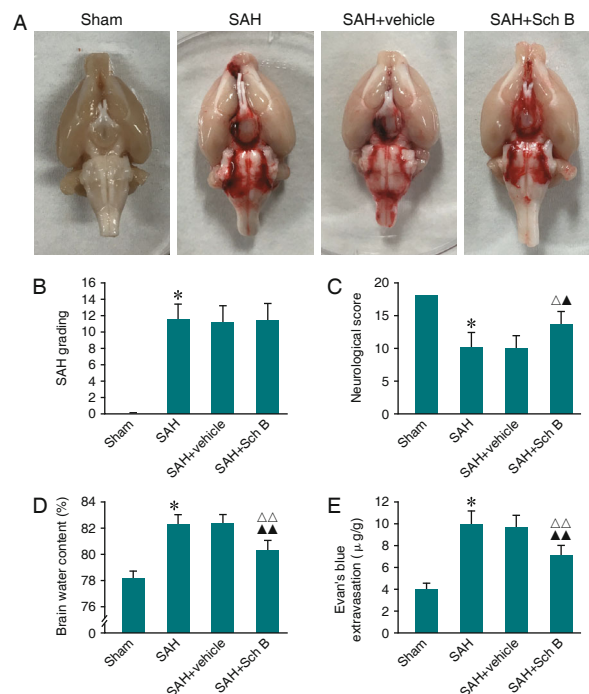 A
Sham
SAH
SAH+vehicle
SAH+Sch B
B
SAH grading
16
14
12
10
8
6
4
2
0
*
Sham
SAH
SAH+vehicle
SAH+Sch B
C
Neurological score
20
15
10
5
0
*
△▲
Sham
SAH
SAH+vehicle
SAH+Sch B
D
Brain water content (%)
84
82
80
78
76
0
*
△△
▲▲
Sham
SAH
SAH+vehicle
SAH+Sch B
E
Evan's blue
extravasation ( μ g/g)
12
10
8
6
4
2
0
*
△△
▲▲
Sham
SAH
SAH+vehicle
SAH+Sch B